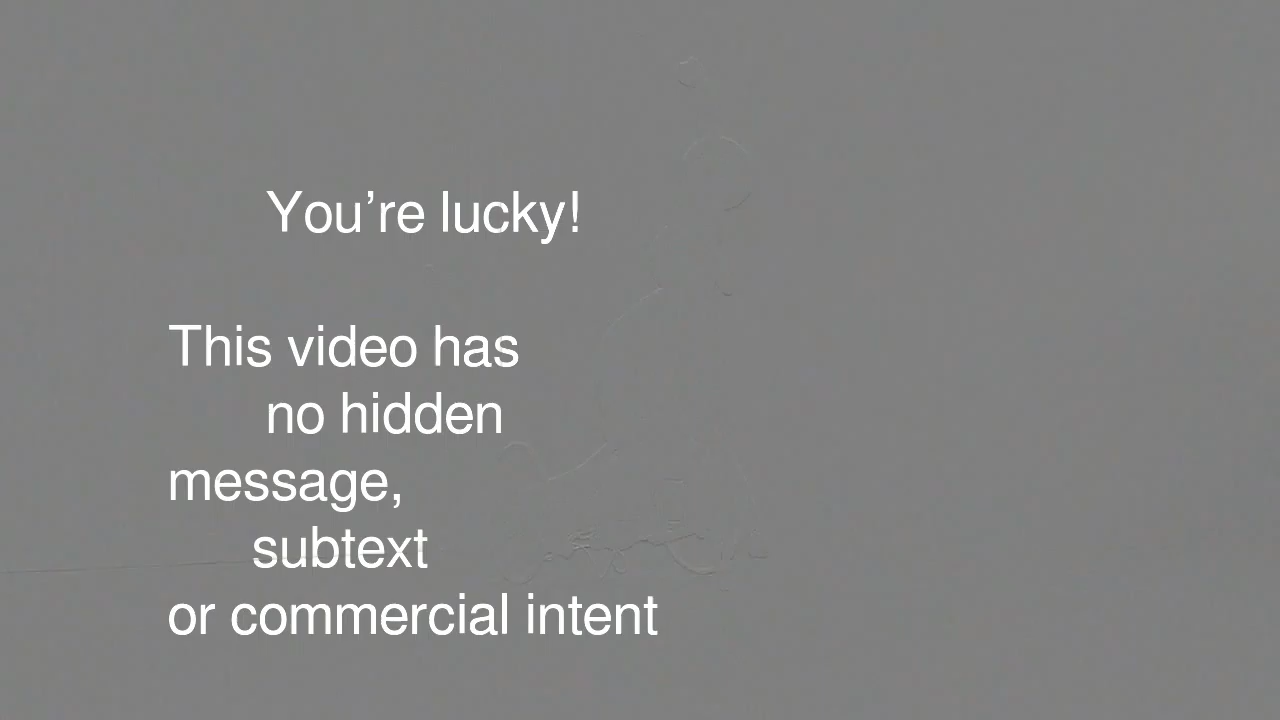 You’re lucky!
This video has
no hidden
message,
subtext
or commercial intent